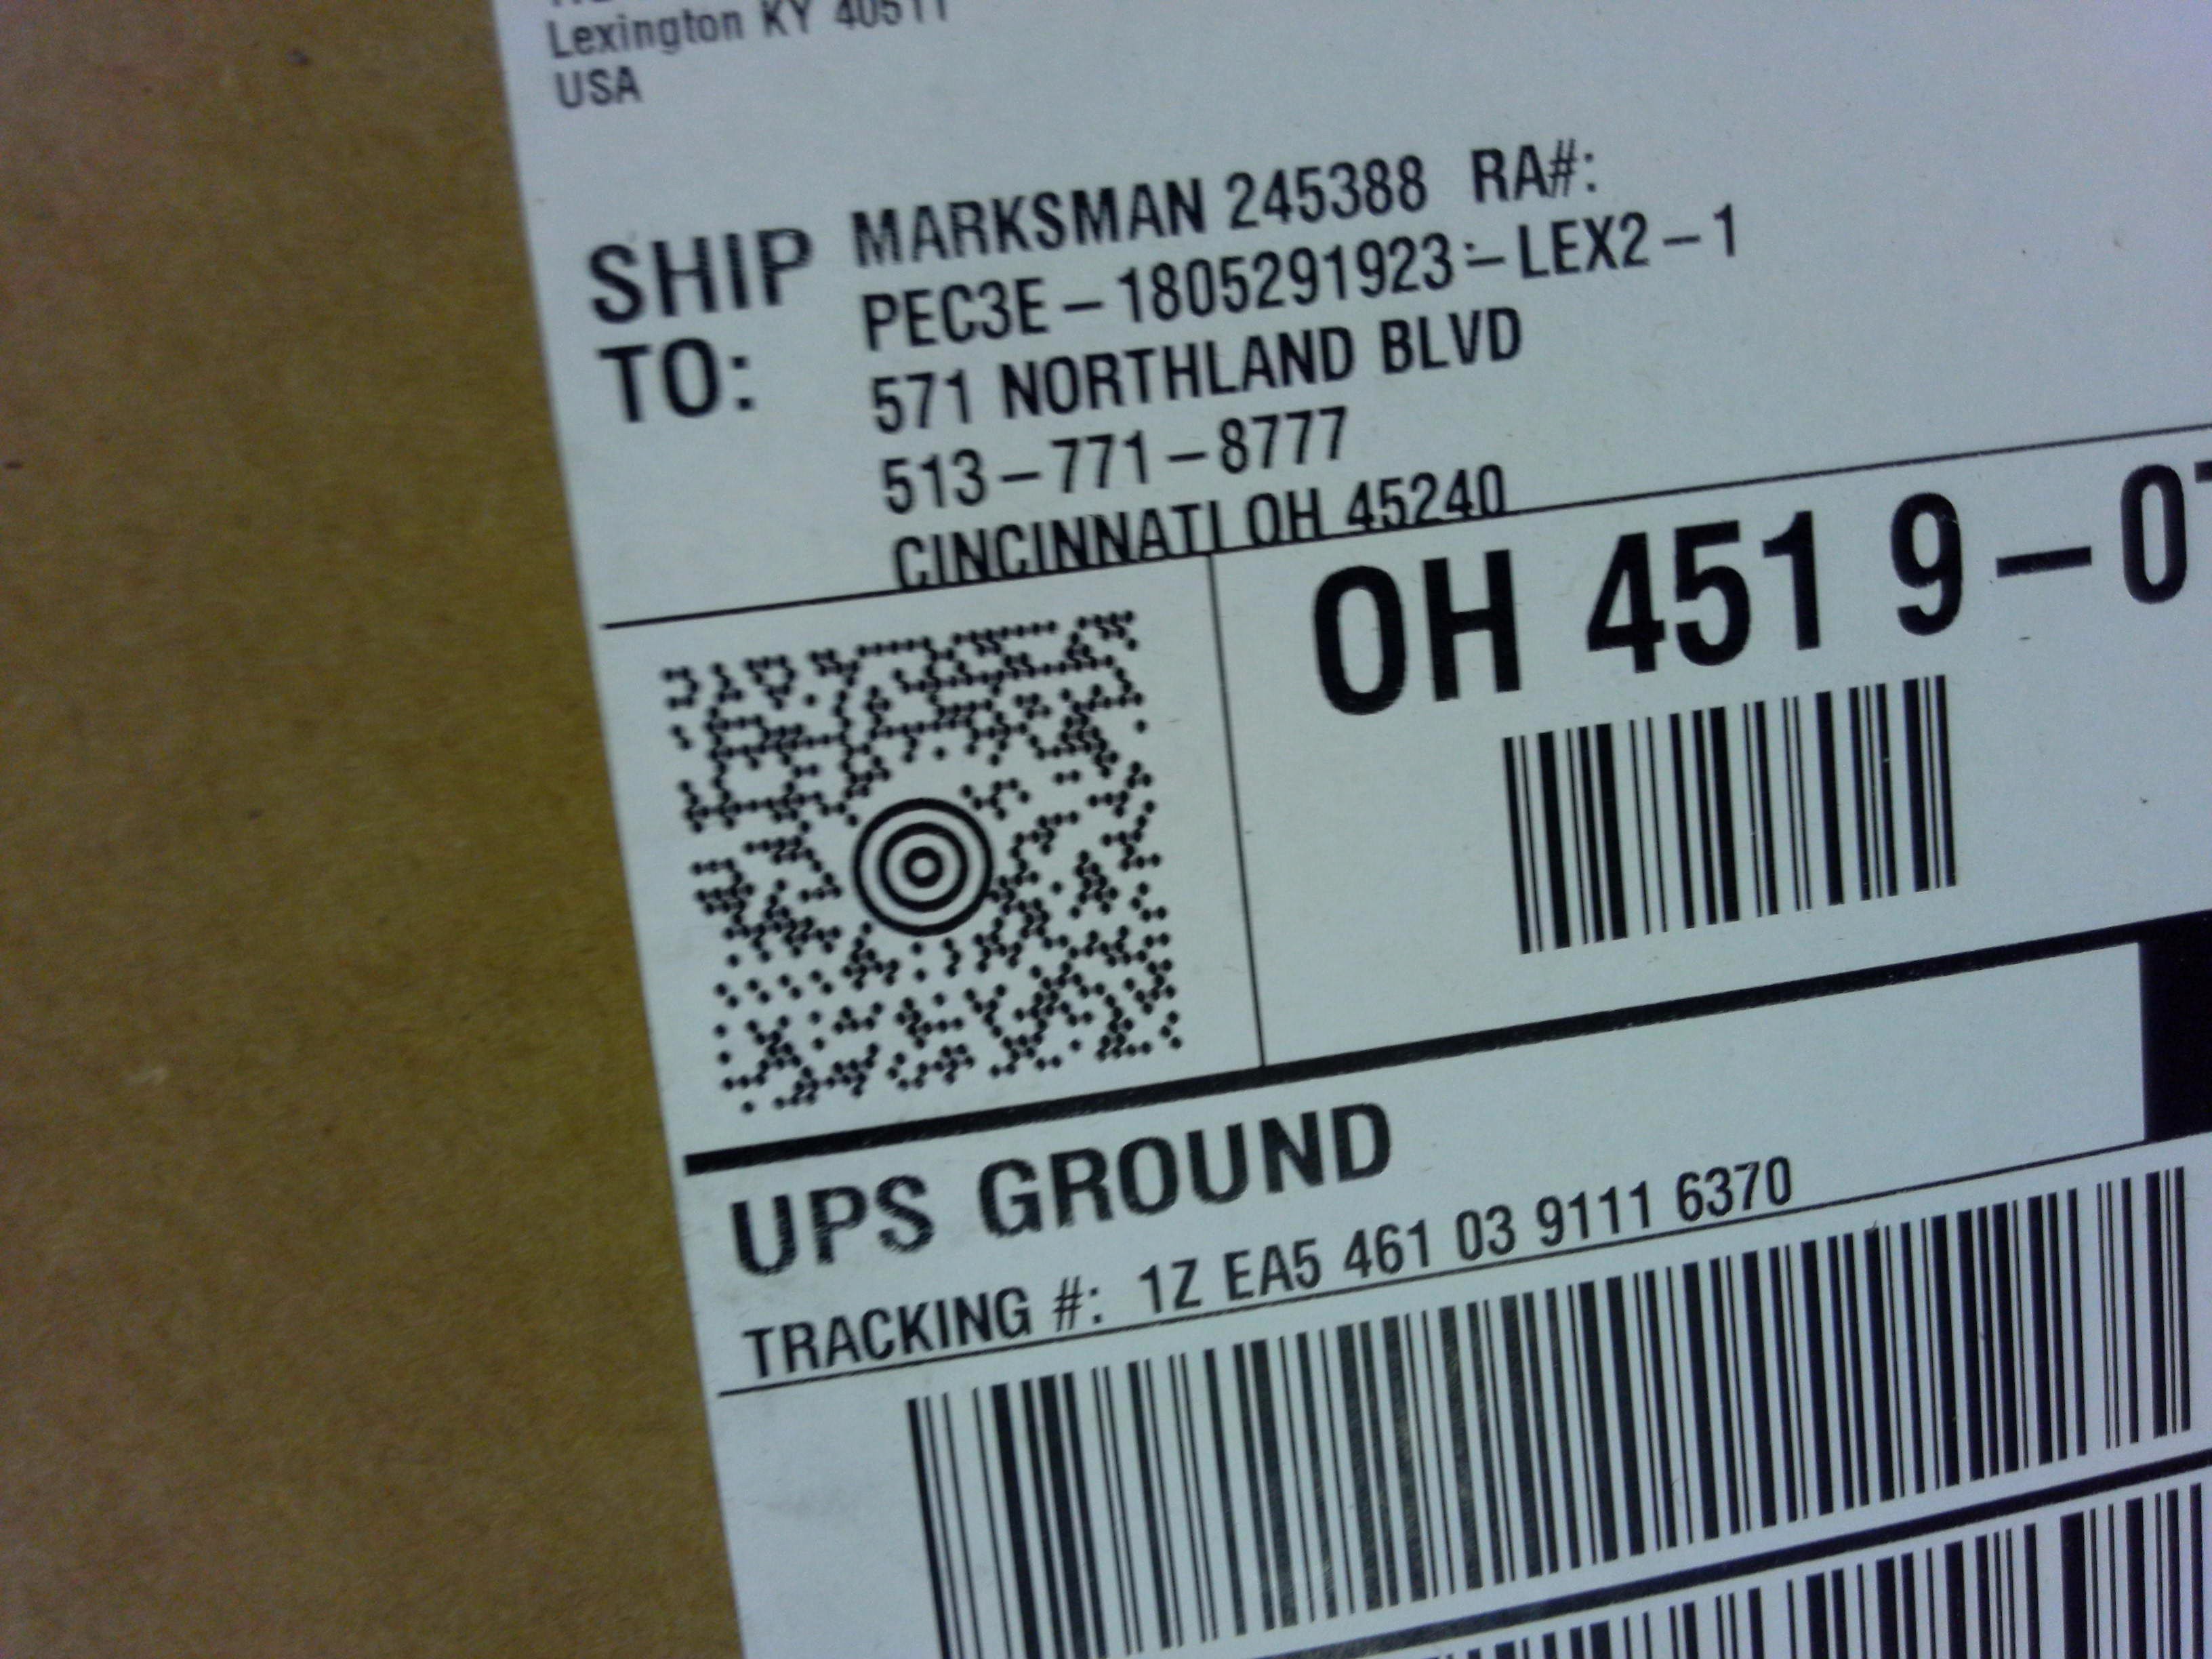 Lexington KY 40511
USA
SHIP TO:
MARKSMAN 245388 RA#:
PEC3E-1805291923-LEX2-1
571 NORTHLAND BLVD
513-771-8777
CINCINNATI OH 45240
OH 451 9-0
UPS GROUND
TRACKING #: 1Z EA5 461 03 9111 6370